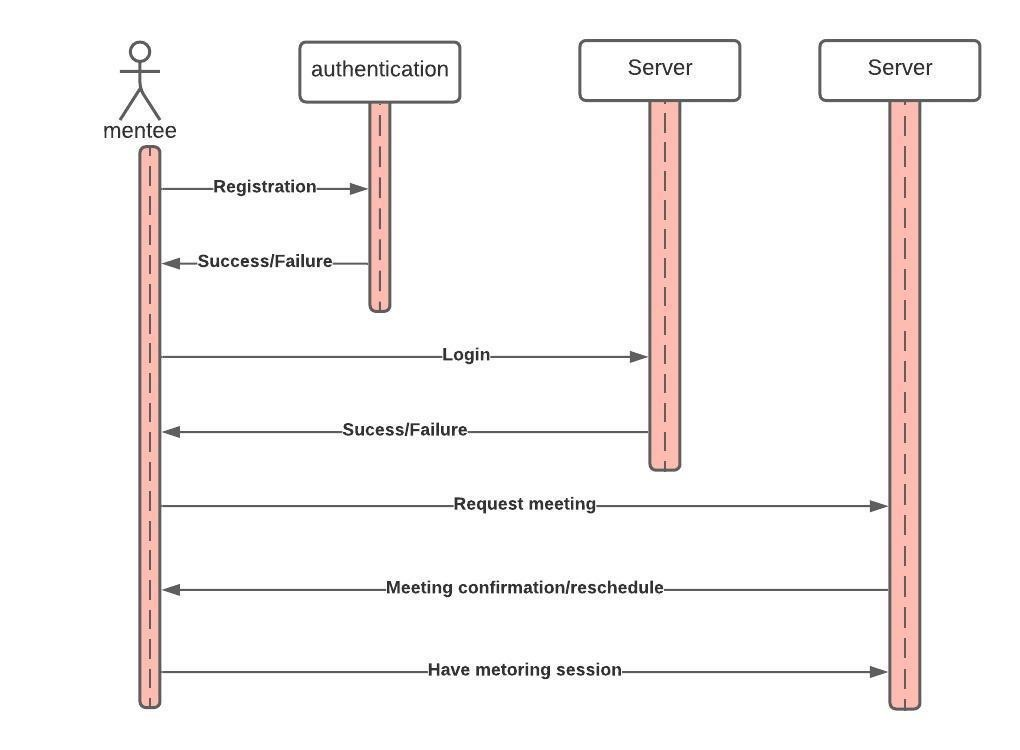 authentication
Server
Server
mentee
Registration
Success/Failure
Login
Sucess/Failure
Request meeting
Meeting confirmation/reschedule
Have metoring session